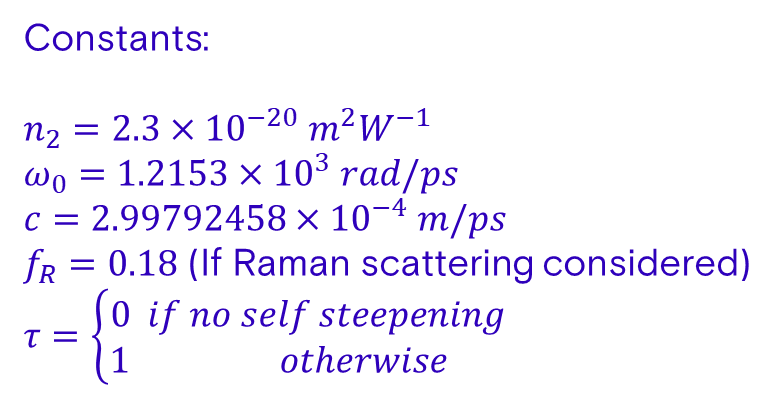 Constants:
n₂ = 2.3 × 10⁻²⁰ m²W⁻¹
ω₀ = 1.2153 × 10³ rad/ps
c = 2.99792458 × 10⁻⁴ m/ps
f_R = 0.18 (If Raman scattering considered)
τ = {0 if no self steepening
1 otherwise